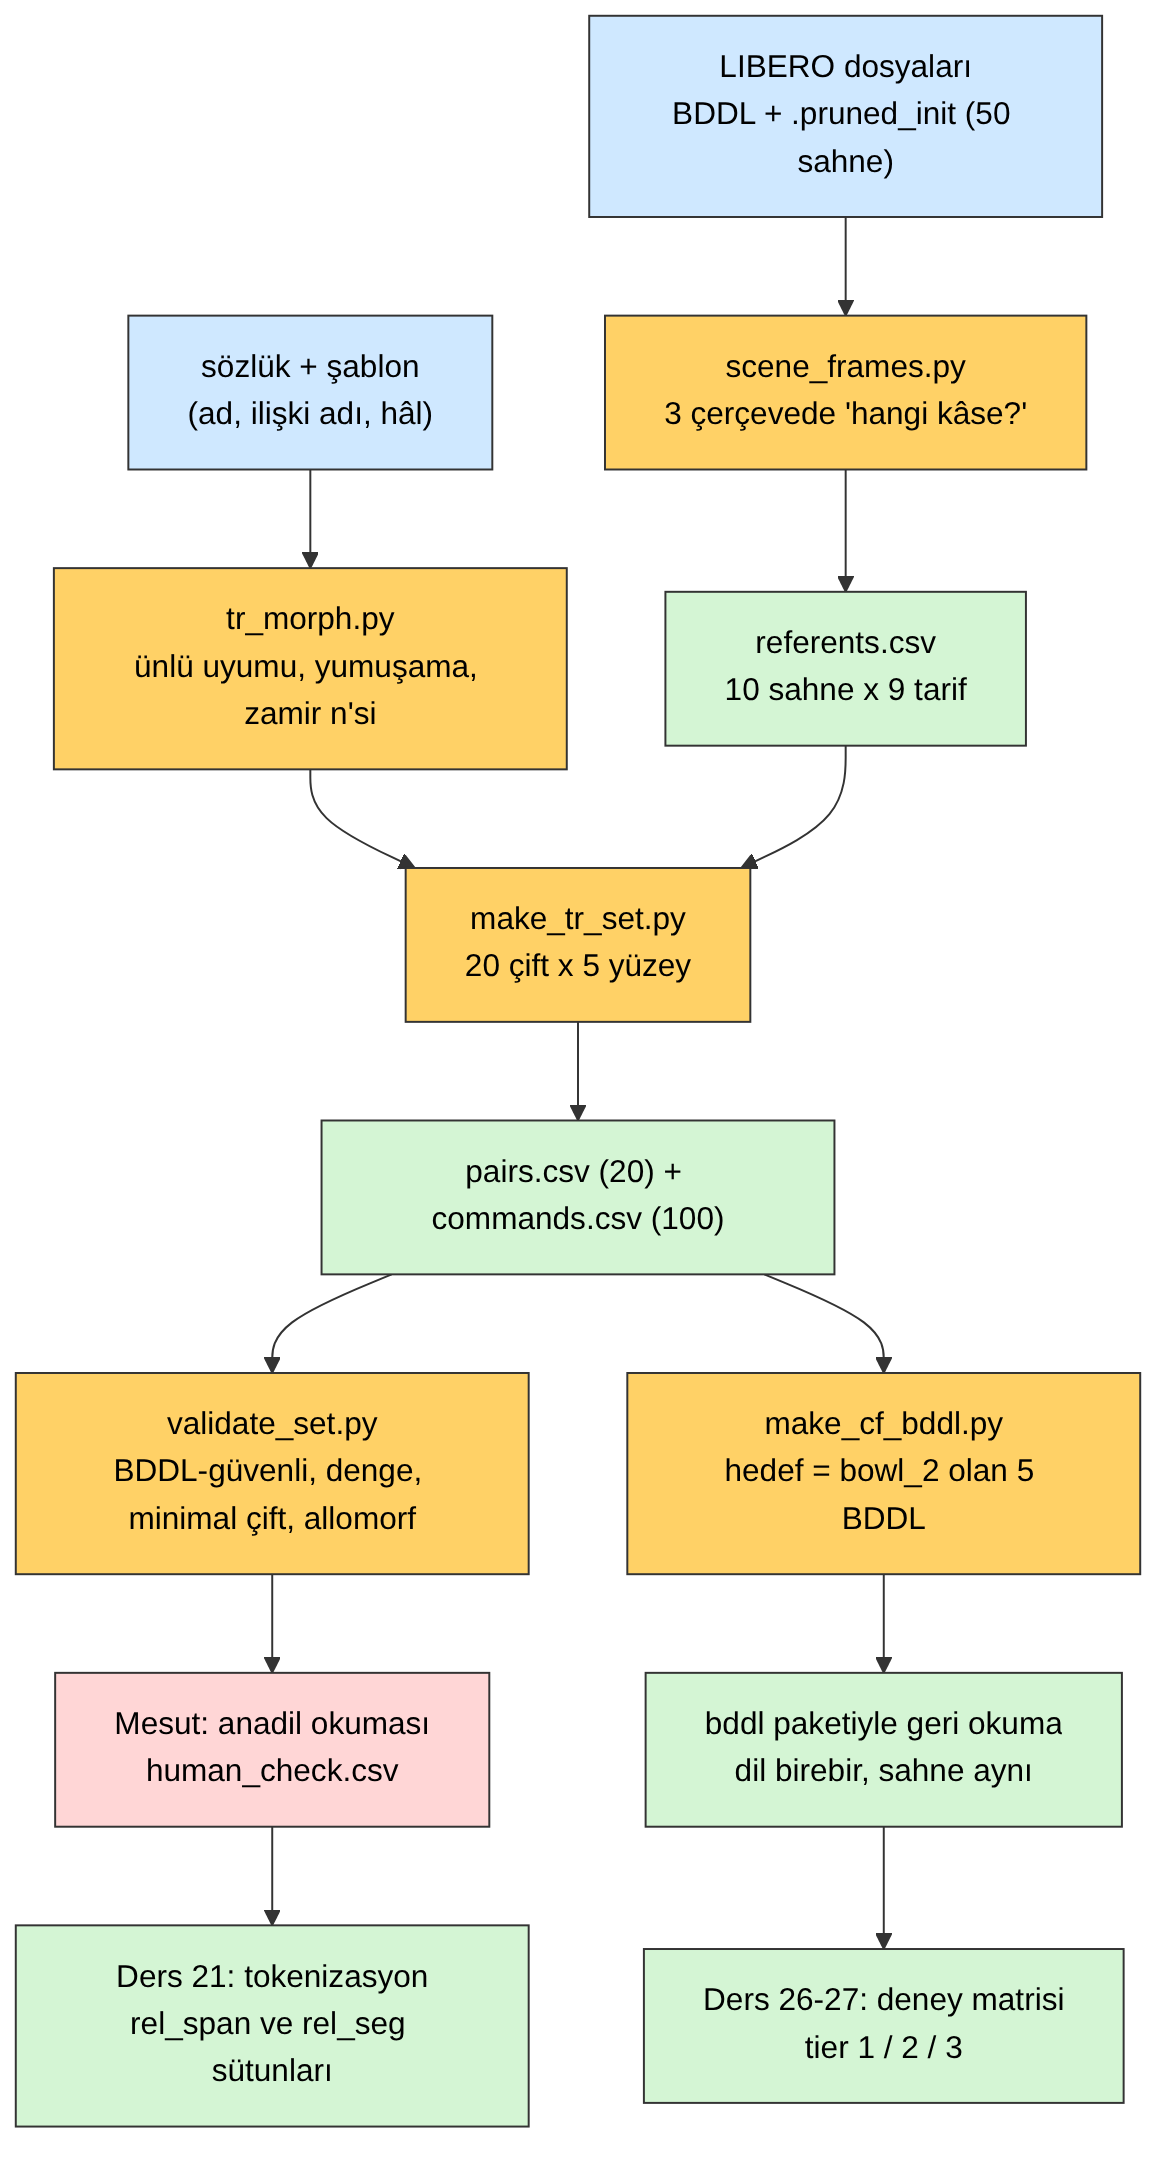 LIBERO dosyaları
BDDL + .pruned_init (50
sahne)
sözlük + şablon
(ad, ilişki adı, hâl)
scene_frames.py
3 çerçevede 'hangi kâse?'
tr_morph.py
ünlü uyumu, yumuşama,
zamir n'si
referents.csv
10 sahne x 9 tarif
make_tr_set.py
20 çift x 5 yüzey
pairs.csv (20) +
commands.csv (100)
validate_set.py
BDDL-güvenli, denge,
minimal çift, allomorf
make_cf_bddl.py
hedef = bowl_2 olan 5
BDDL
Mesut: anadil okuması
human_check.csv
bddl paketiyle geri okuma
dil birebir, sahne aynı
Ders 21: tokenizasyon
rel_span ve rel_seg
sütunları
Ders 26-27: deney matrisi
tier 1 / 2 / 3